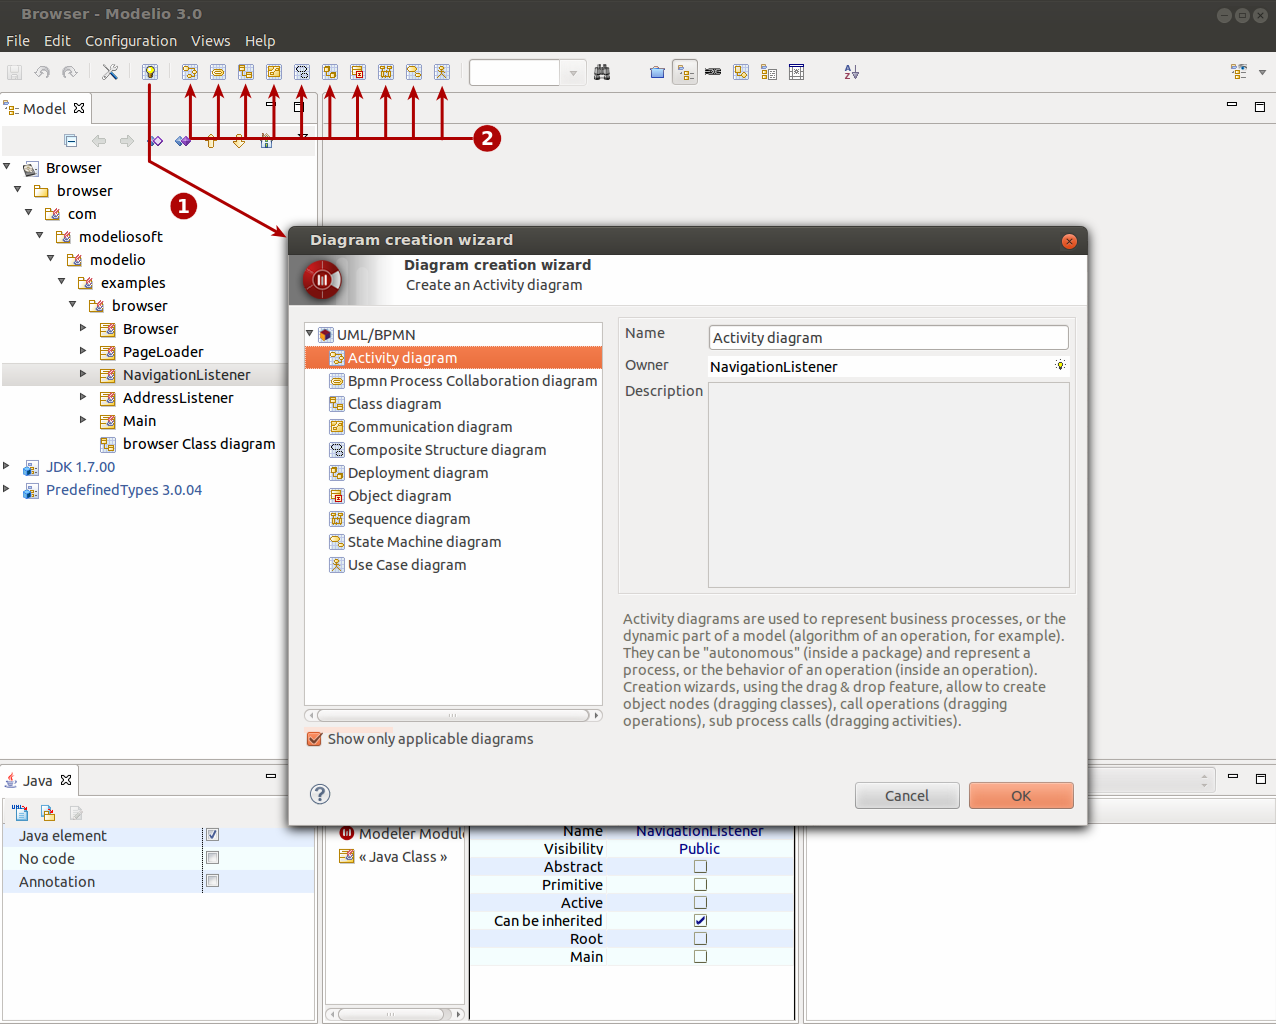 Browser - Modelio 3.0
File Edit Configuration Views Help
Model
2
Browser
browser
1
com
modeliosoft
modelio
examples
browser
Browser
PageLoader
NavigationListener
AddressListener
Main
browser Class diagram
JDK 1.7.00
PredefinedTypes 3.0.04
Diagram creation wizard
Diagram creation wizard
Create an Activity diagram
UML/BPMN
Activity diagram
Bpmn Process Collaboration diagram
Class diagram
Communication diagram
Composite Structure diagram
Deployment diagram
Object diagram
Sequence diagram
State Machine diagram
Use Case diagram
Show only applicable diagrams
Name Activity diagram
Owner NavigationListener
Description
Activity diagrams are used to represent business processes, or the
dynamic part of a model (algorithm of an operation, for example).
They can be "autonomous" (inside a package) and represent a
process, or the behavior of an operation (inside an operation).
Creation wizards, using the drag & drop feature, allow to create
object nodes (dragging classes), call operations (dragging
operations), sub process calls (dragging activities).
Cancel OK
Java
Java element
No code
Annotation
Modeler Modul
« Java Class »
Name NavigationListener
Visibility Public
Abstract
Primitive
Active
Can be inherited
Root
Main